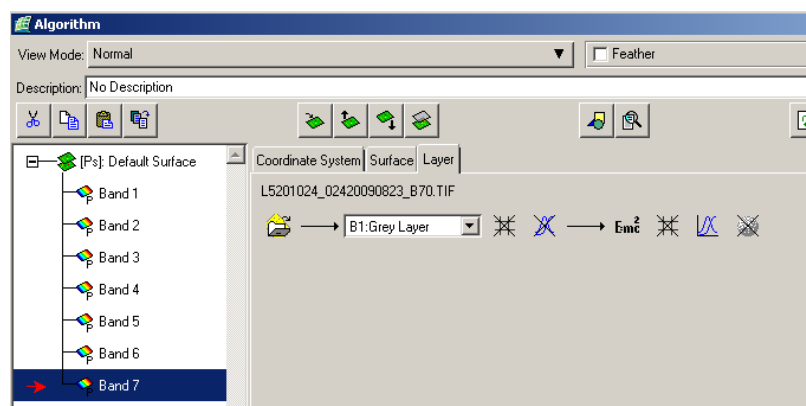 Algorithm
View Mode: Normal Feather
Description: No Description
[Ps]: Default Surface
Band 1
Band 2
Band 3
Band 4
Band 5
Band 6
Band 7
Coordinate System Surface Layer
L5201024_02420090823_B70.TIF
B1:Grey Layer Emc²